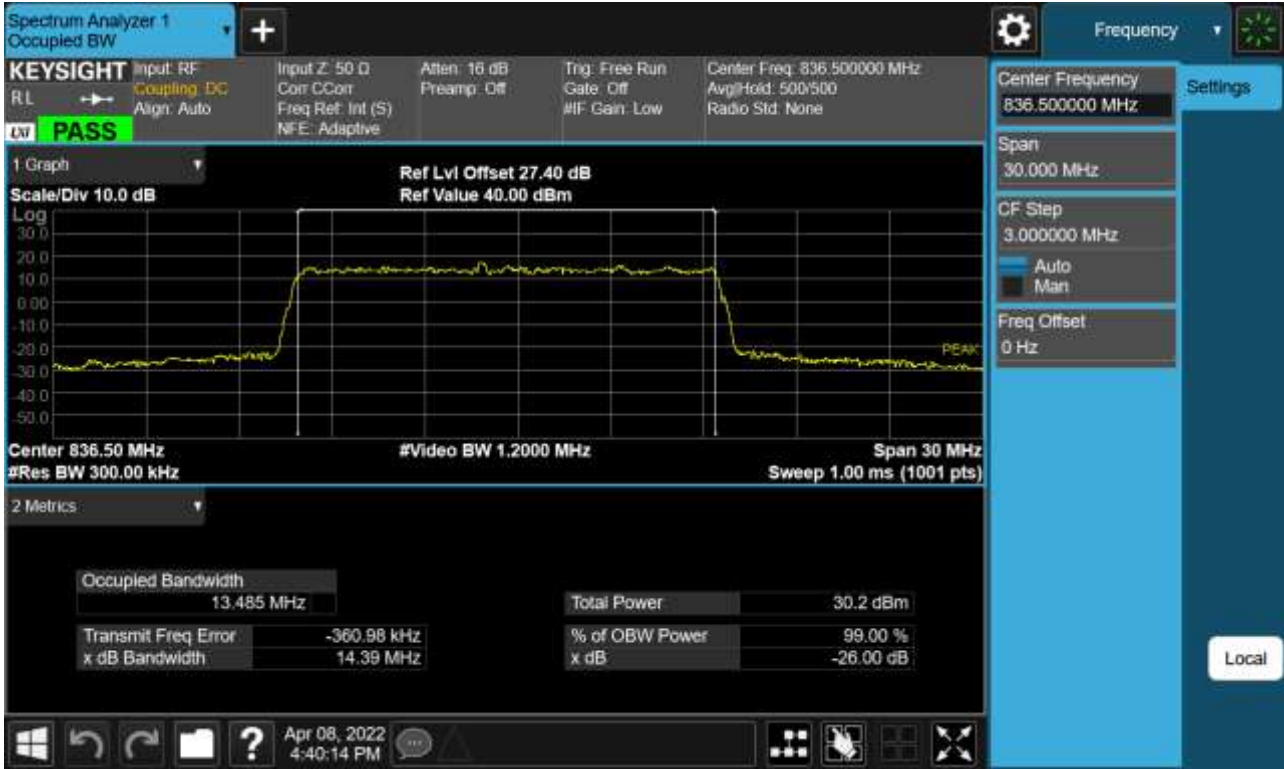 Spectrum Analyzer 1
Occupied BW
+
Frequency
KEYSIGHT
RL
LXI
PASS
Input: RF
Coupling: DC
Align: Auto
Input Z: 50 Ω
Corr CCorr
Freq Ref: Int (S)
NFE: Adaptive
Atten: 16 dB
Preamp: Off
Trig: Free Run
Gate: Off
#IF Gain: Low
Center Freq: 836.500000 MHz
Avg|Hold: 500/500
Radio Std: None
Center Frequency
836.500000 MHz
Settings
Span
30.000 MHz
CF Step
3.000000 MHz
Auto
Man
Freq Offset
0 Hz
Local
1 Graph
Scale/Div 10.0 dB
Ref Lvl Offset 27.40 dB
Ref Value 40.00 dBm
Log
30.0
20.0
10.0
0.00
-10.0
-20.0
-30.0
-40.0
-50.0
PEAK
Center 836.50 MHz
#Video BW 1.2000 MHz
Span 30 MHz
#Res BW 300.00 kHz
Sweep 1.00 ms (1001 pts)
2 Metrics
Occupied Bandwidth
13.485 MHz
Total Power 30.2 dBm
Transmit Freq Error -360.98 kHz
% of OBW Power 99.00 %
x dB Bandwidth 14.39 MHz
x dB -26.00 dB
?
Apr 08, 2022
4:40:14 PM